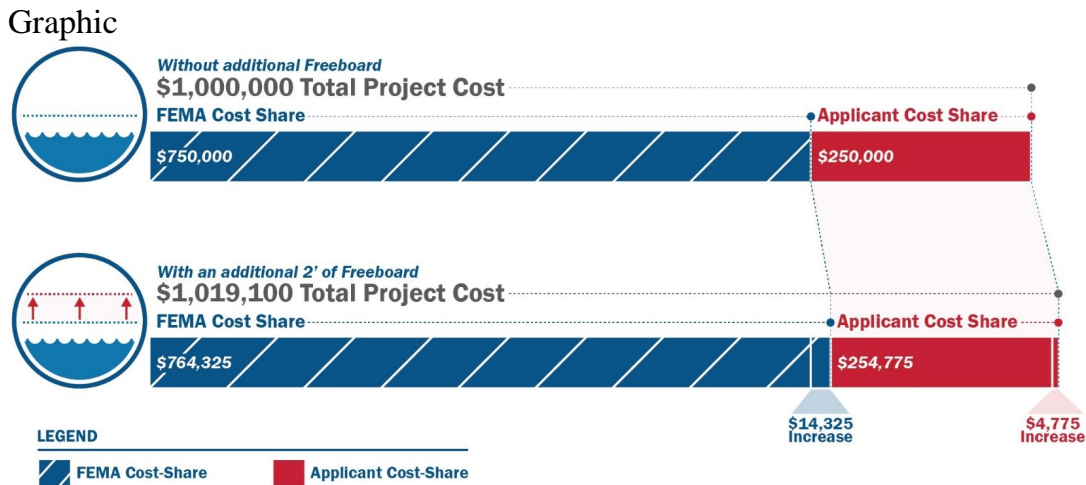 Graphic
Without additional Freeboard
$1,000,000 Total Project Cost
FEMA Cost Share
Applicant Cost Share
$750,000
$250,000
With an additional 2' of Freeboard
$1,019,100 Total Project Cost
FEMA Cost Share
Applicant Cost Share
$764,325
$254,775
$14,325
Increase
$4,775
Increase
LEGEND
FEMA Cost-Share
Applicant Cost-Share